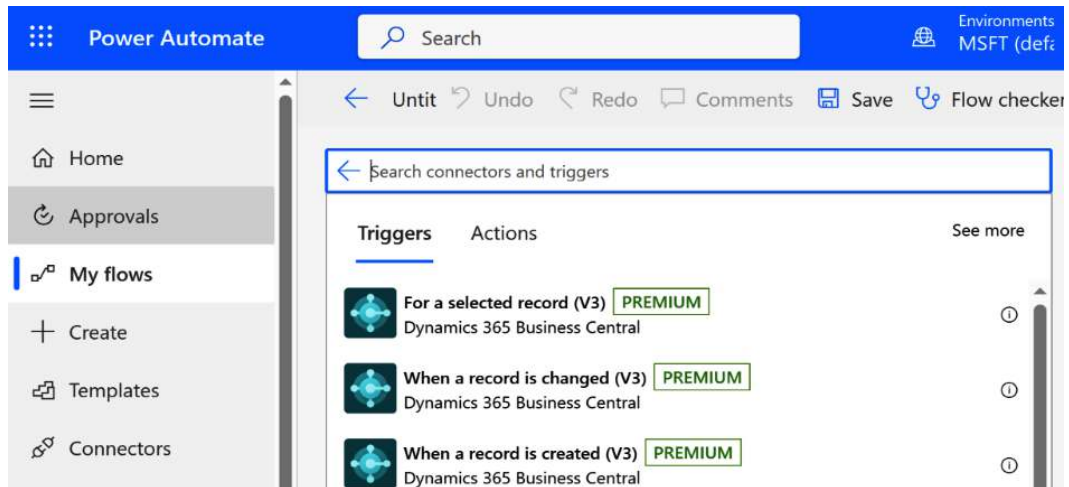 Power Automate
Search
Environments
MSFT (defa
Untit Undo Redo Comments Save Flow checker
Home
Approvals
My flows
Create
Templates
Connectors
Search connectors and triggers
Triggers Actions See more
For a selected record (V3) PREMIUM
Dynamics 365 Business Central
When a record is changed (V3) PREMIUM
Dynamics 365 Business Central
When a record is created (V3) PREMIUM
Dynamics 365 Business Central